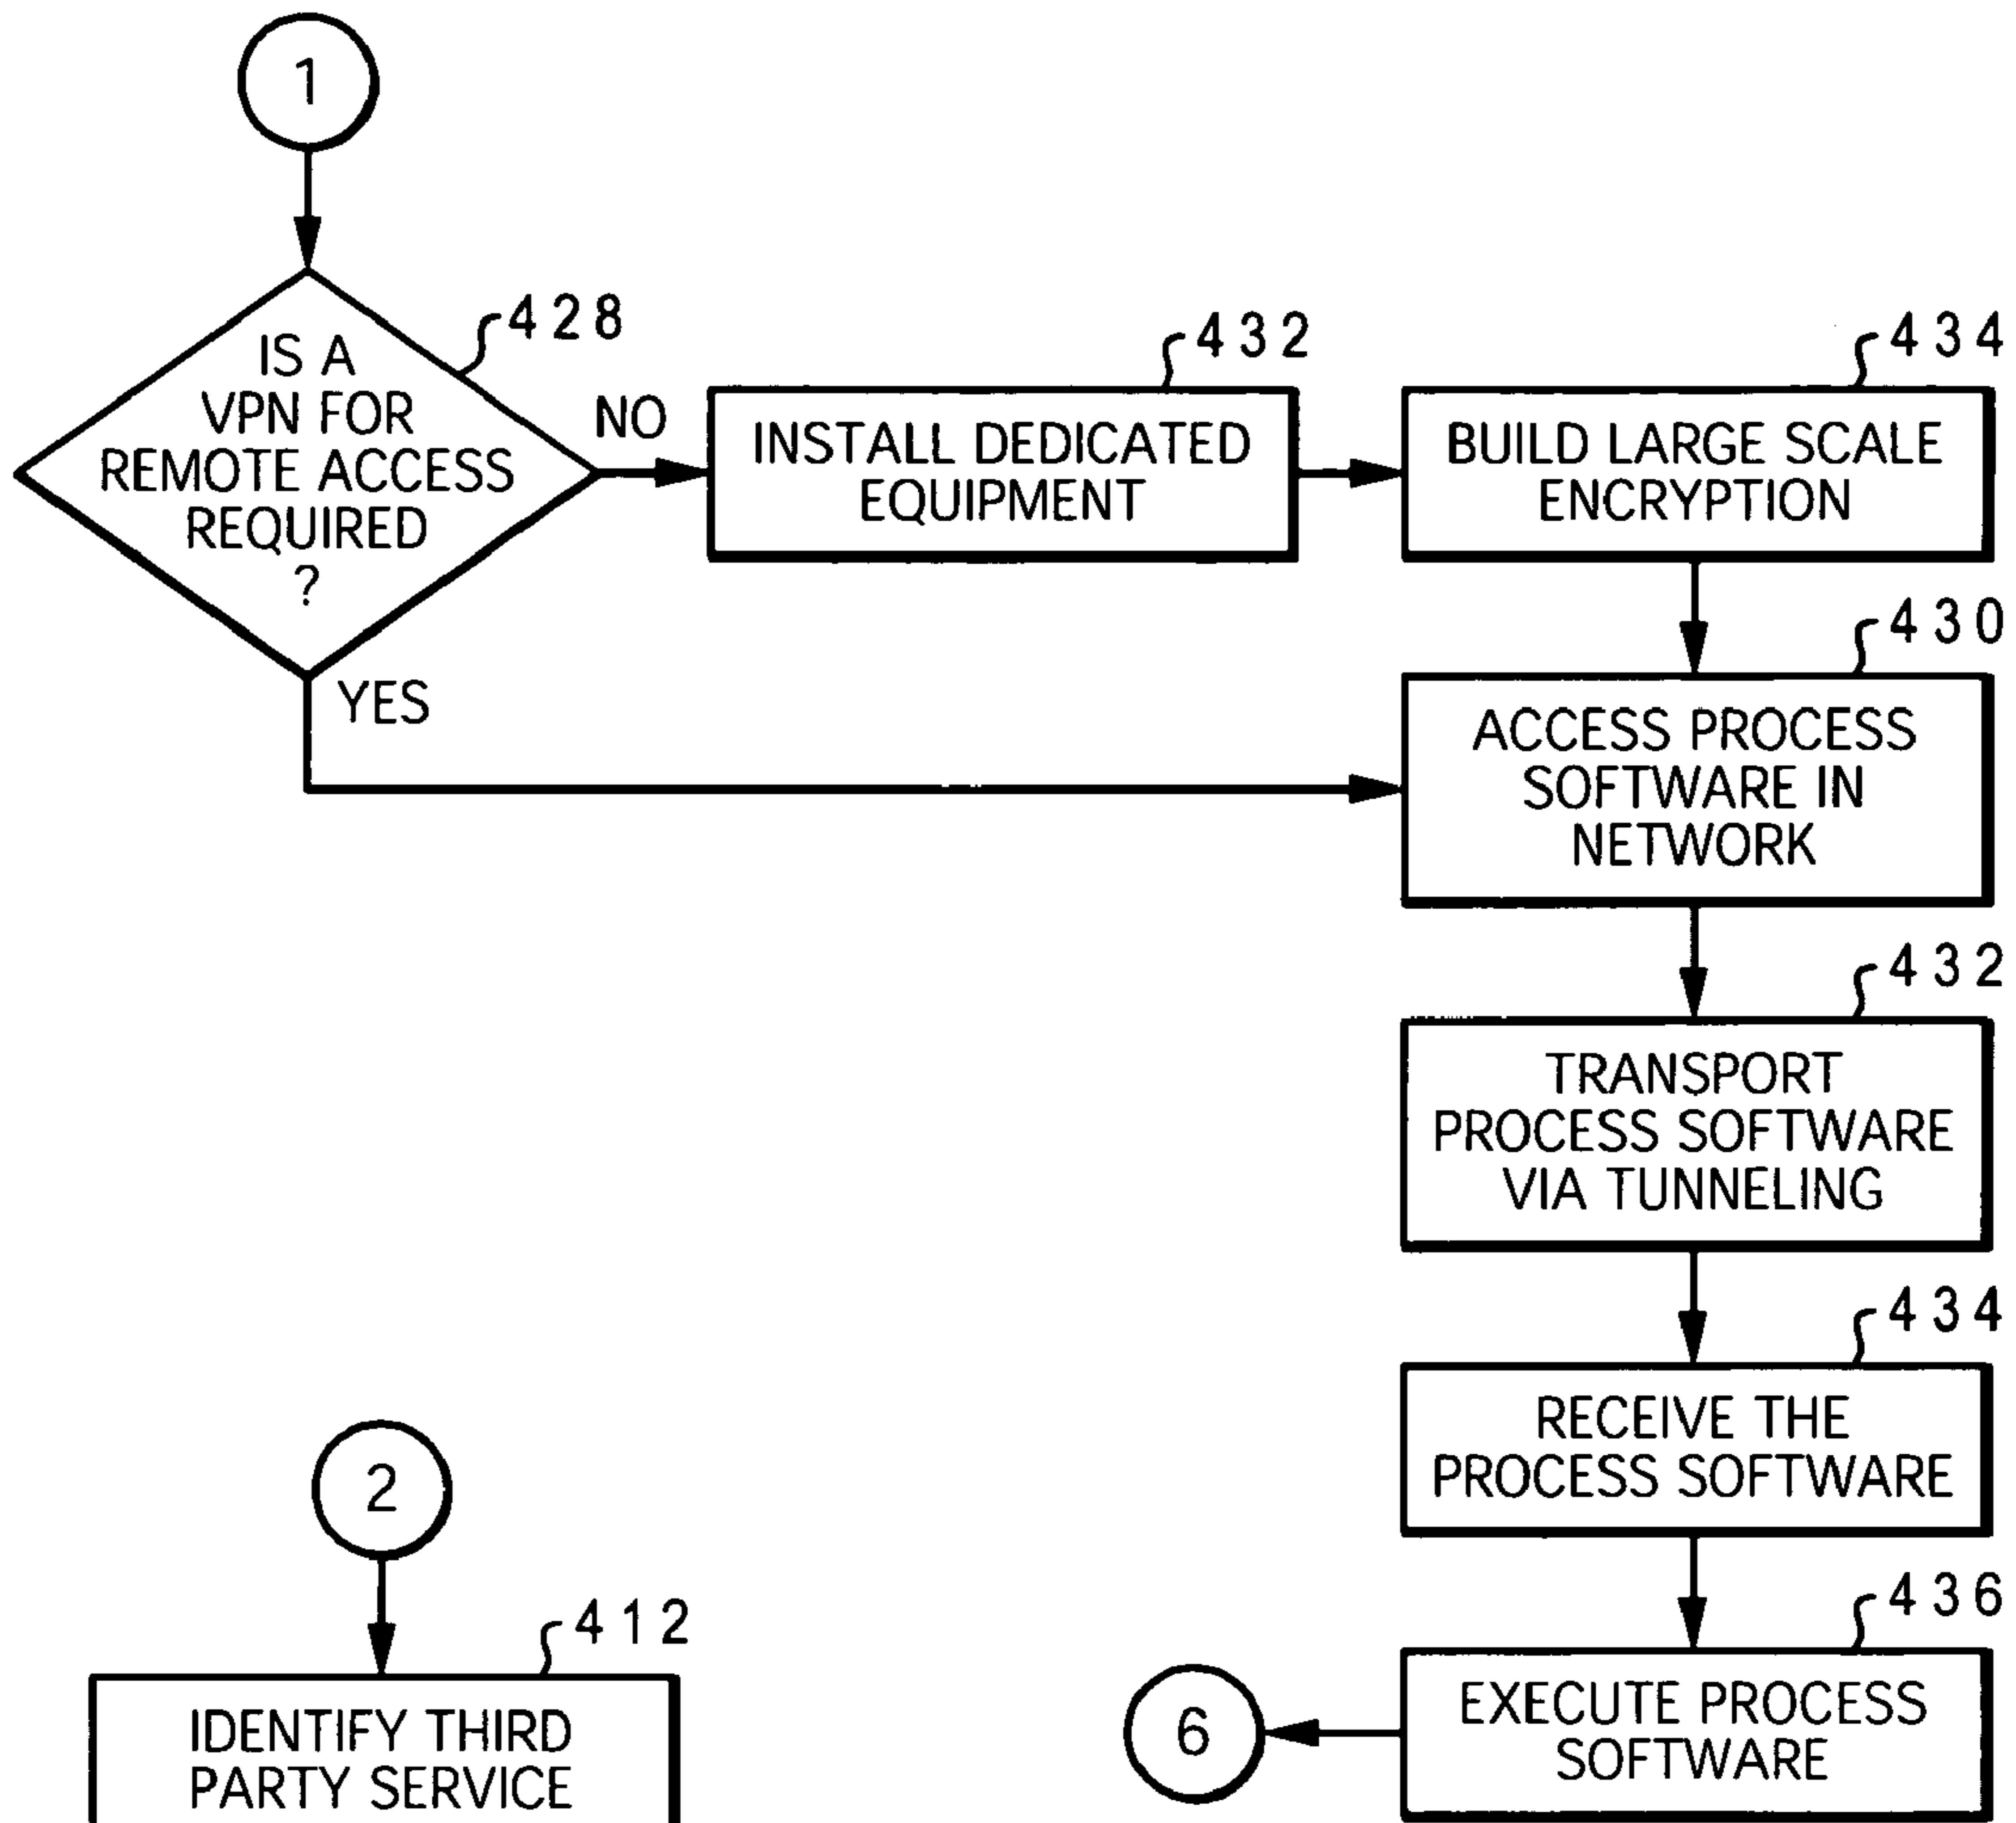 1
428
IS A
VPN FOR
REMOTE ACCESS
REQUIRED
?
NO
YES
432
INSTALL DEDICATED
EQUIPMENT
434
BUILD LARGE SCALE
ENCRYPTION
430
ACCESS PROCESS
SOFTWARE IN
NETWORK
432
TRANSPORT
PROCESS SOFTWARE
VIA TUNNELING
434
RECEIVE THE
PROCESS SOFTWARE
436
EXECUTE PROCESS
SOFTWARE
6
2
412
IDENTIFY THIRD
PARTY SERVICE